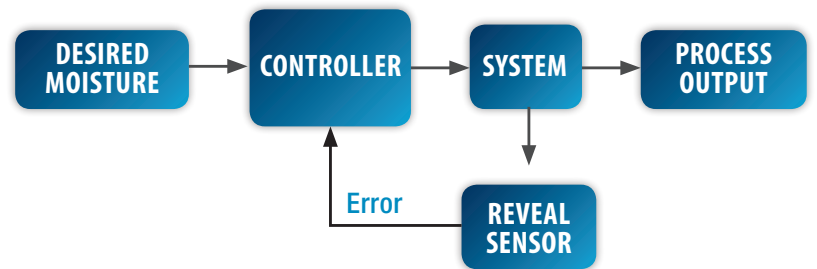 DESIRED
MOISTURE
CONTROLLER
SYSTEM
PROCESS
OUTPUT
Error
REVEAL
SENSOR